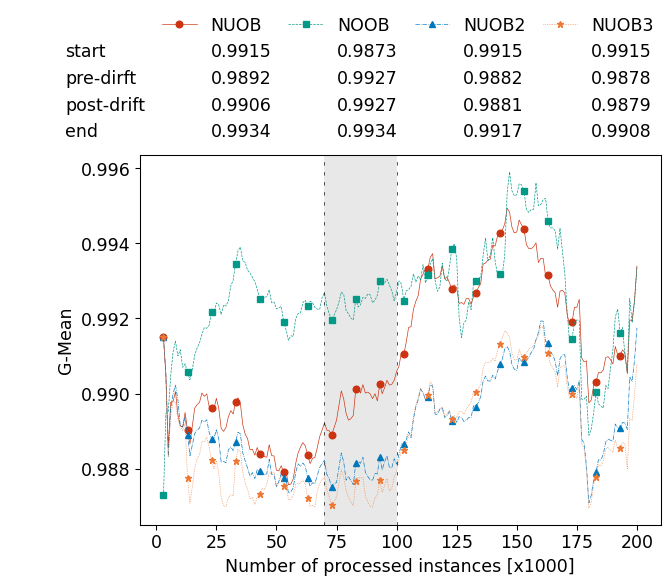 NUOB NOOB NUOB2 NUOB3
start 0.9915 0.9873 0.9915 0.9915
pre-dirft 0.9892 0.9927 0.9882 0.9878
post-drift 0.9906 0.9927 0.9881 0.9879
end 0.9934 0.9934 0.9917 0.9908
0.996
0.994
0.992
0.990
0.988
G-Mean
0 25 50 75 100 125 150 175 200
Number of processed instances [x1000]